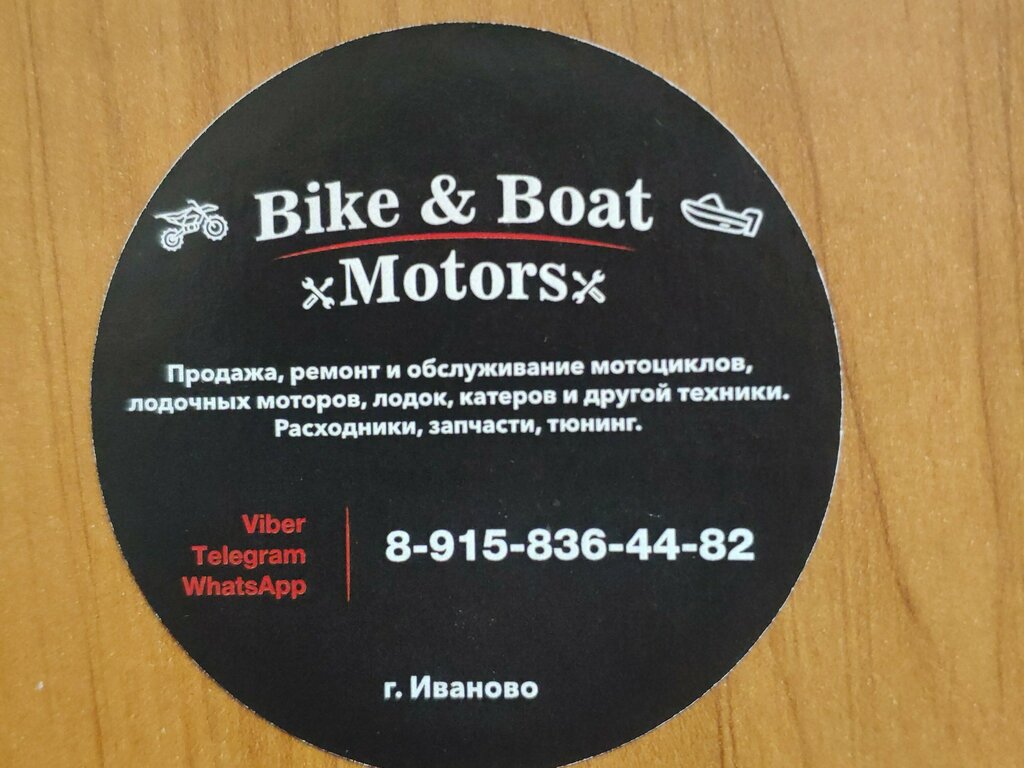 Bike & Boat
Motors
Продажа, ремонт и обслуживание мотоциклов,
лодочных моторов, лодок, катеров и другой техники.
Расходники, запчасти, тюнинг.
Viber
Telegram
WhatsApp
8-915-836-44-82
г. Иваново